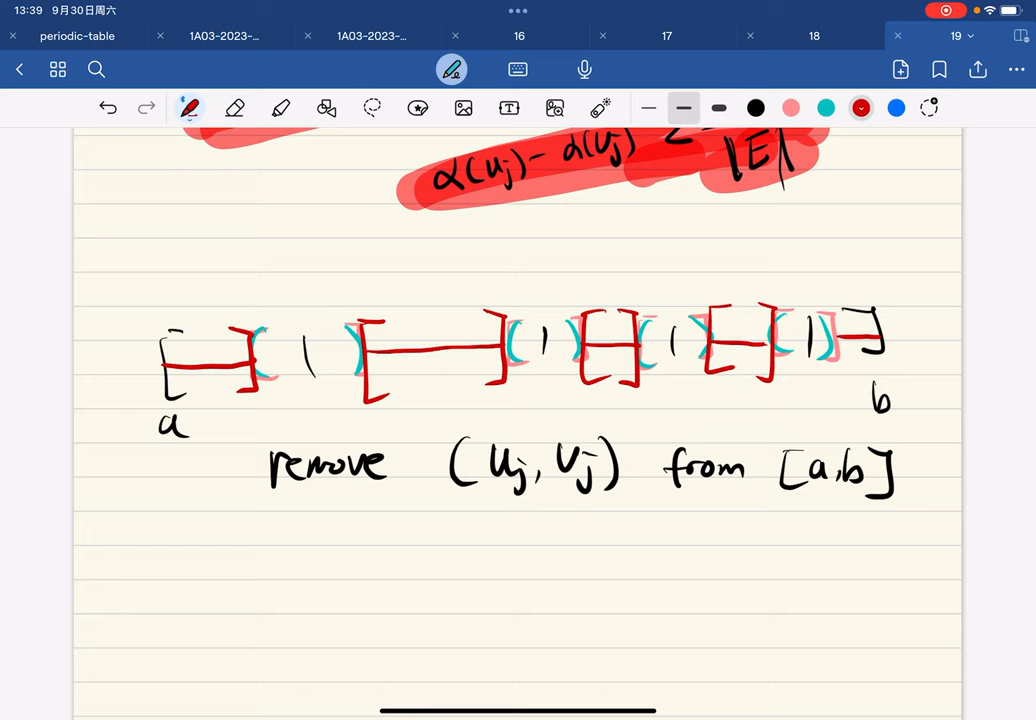 13:39 9月30日周六
periodic-table 1A03-2023-... 1A03-2023-... 16 17 18 19
α(Uj) - α(Vj) <
|E|
a
b
remove (Uj, Vj) from [a,b]